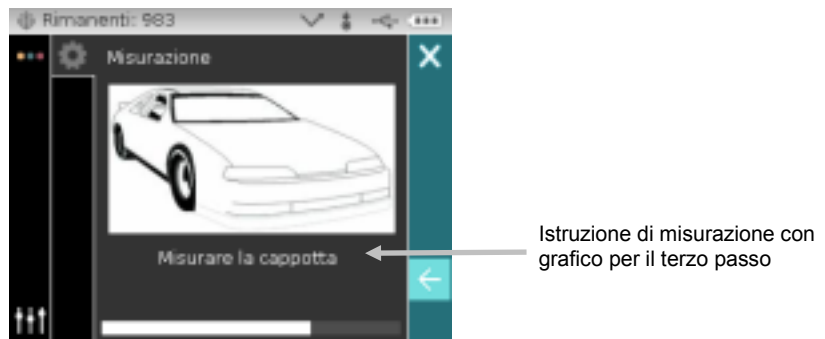 Rimanenti: 983
Misurazione
Misurare la cappotta
Istruzione di misurazione con
grafico per il terzo passo